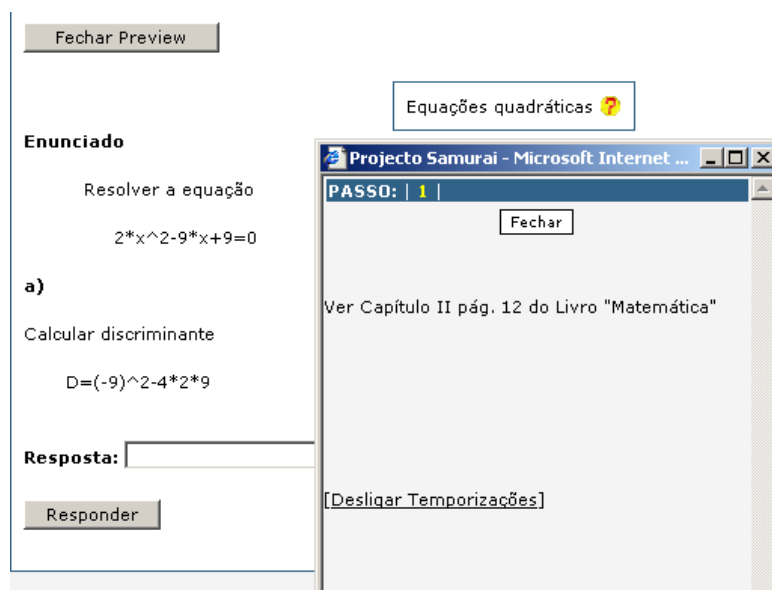 Fechar Preview
Equações quadráticas ?
Enunciado
Resolver a equação
2*x^2-9*x+9=0
a)
Calcular discriminante
D=(-9)^2-4*2*9
Resposta:
Responder
Projecto Samurai - Microsoft Internet ...
PASSO: | 1 |
Fechar
Ver Capítulo II pág. 12 do Livro "Matemática"
[Desligar Temporizações]